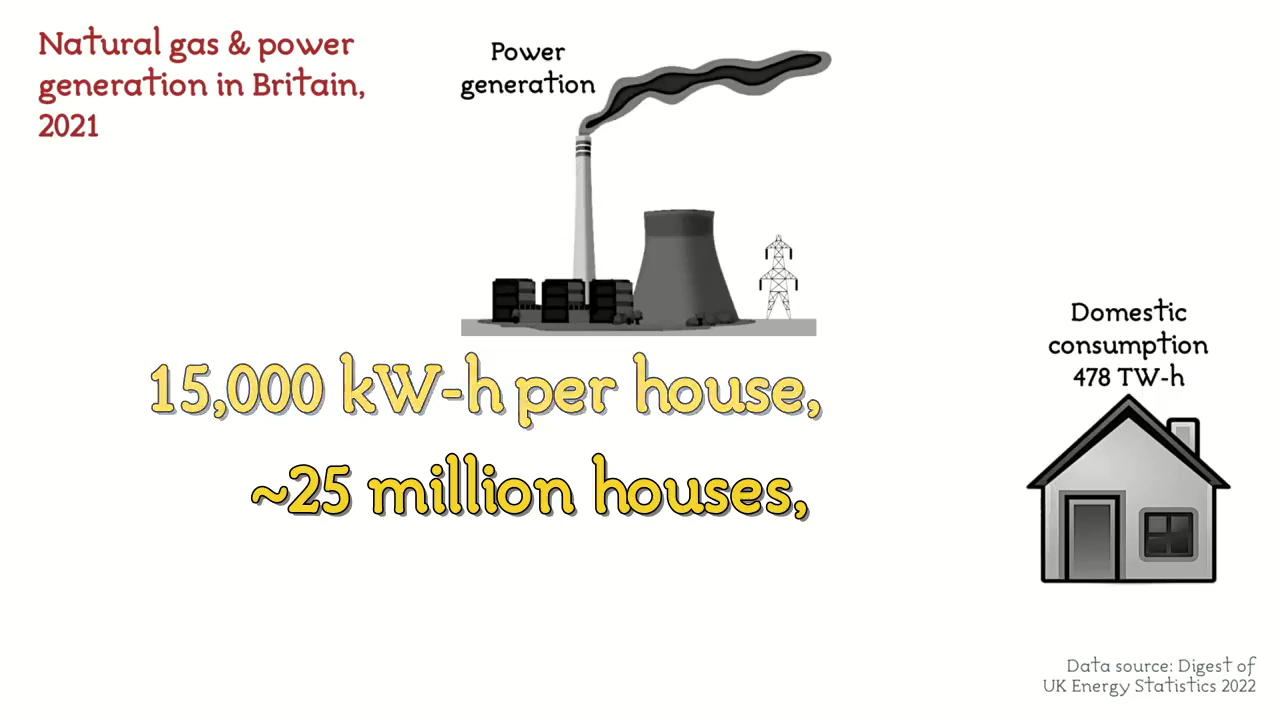 Natural gas & power
generation in Britain,
2021
Power
generation
15,000 kW-h per house,
~25 million houses,
Domestic
consumption
478 TW-h
Data source: Digest of
UK Energy Statistics 2022